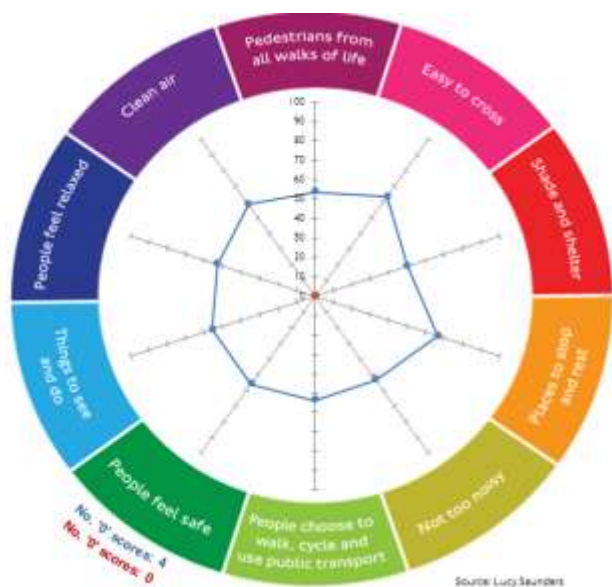 Pedestrians from
all walks of life
Easy to cross
Shade and shelter
Places to stop
and rest
Not too noisy
People choose to
walk, cycle and
use public transport
People feel safe
Things to see
and do
People feel relaxed
Clean air
100
90
80
70
60
50
40
30
20
10
0
No. '0' scores: 4
No. '0' scores: 0
Source: Lucy Saunders